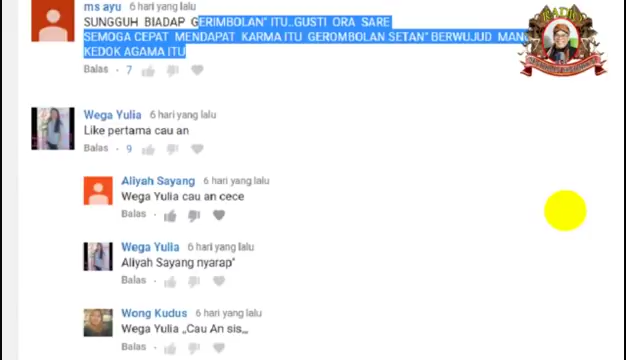 ms ayu 6 hari yang lalu
SUNGGUH BIADAP GERIMBOLAN" ITU..GUSTI ORA SARE
SEMOGA CEPAT MENDAPAT KARMA ITU GEROMBOLAN SETAN" BERWUJUD
KEDOK AGAMA ITU
Balas · 7
Wega Yulia 6 hari yang lalu
Like pertama cau an
Balas · 9
Aliyah Sayang 6 hari yang lalu
Wega Yulia cau an cece
Balas ·
Wega Yulia 6 hari yang lalu
Aliyah Sayang nyarap"
Balas ·
Wong Kudus 6 hari yang lalu
Wega Yulia ,,Cau An sis,,,
Balas ·